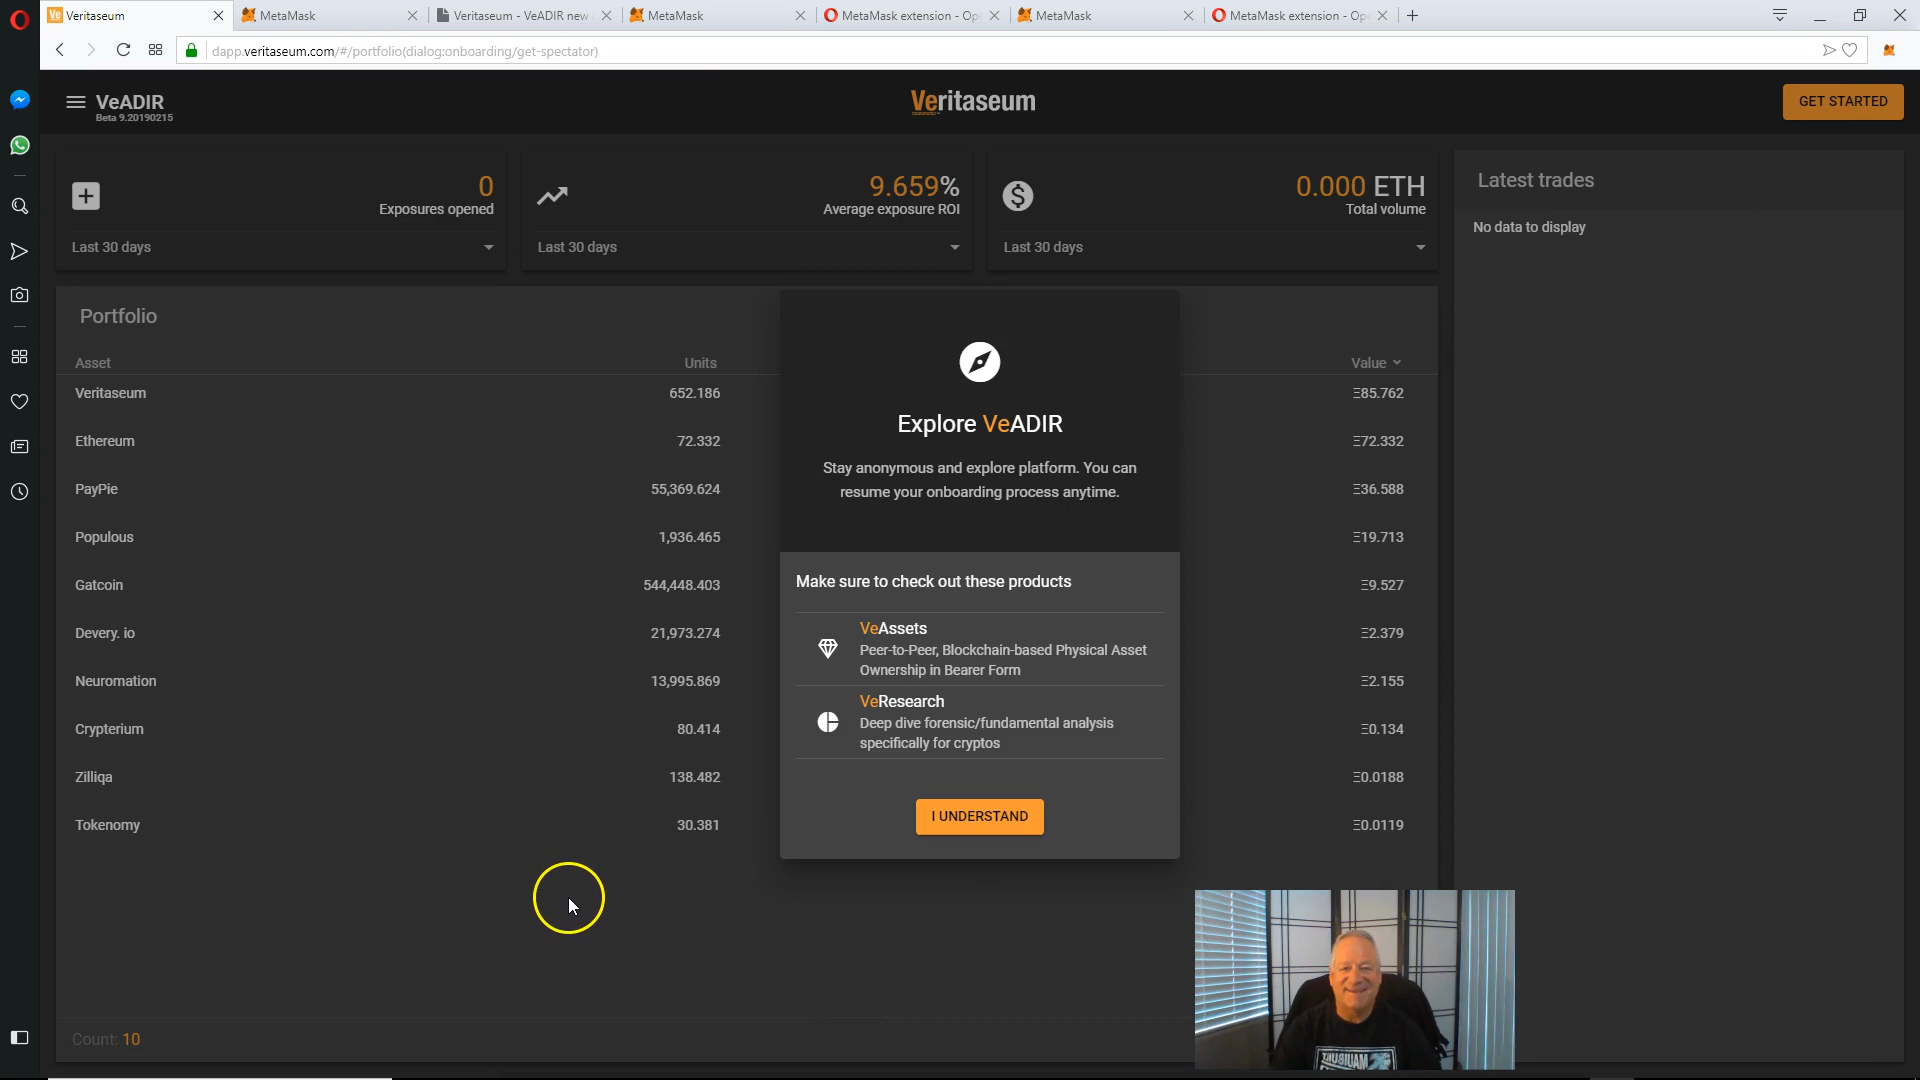 Veritaseum
MetaMask
Veritaseum - VeADIR new
MetaMask
MetaMask extension - Ope
MetaMask
MetaMask extension - Ope
dapp.veritaseum.com/#/portfolio(dialog:onboarding/get-spectator)
VeADIR
Beta 9.20190215
Veritaseum
GET STARTED
0
Exposures opened
Last 30 days
9.659%
Average exposure ROI
Last 30 days
0.000 ETH
Total volume
Last 30 days
Latest trades
No data to display
Portfolio
Asset Units Value
Veritaseum 652.186 Ξ85.762
Ethereum 72.332 Ξ72.332
PayPie 55,369.624 Ξ36.588
Populous 1,936.465 Ξ19.713
Gatcoin 544,448.403 Ξ9.527
Devery. io 21,973.274 Ξ2.379
Neuromation 13,995.869 Ξ2.155
Crypterium 80.414 Ξ0.134
Zilliqa 138.482 Ξ0.0188
Tokenomy 30.381 Ξ0.0119
Count: 10
Explore VeADIR
Stay anonymous and explore platform. You can
resume your onboarding process anytime.
Make sure to check out these products
VeAssets
Peer-to-Peer, Blockchain-based Physical Asset
Ownership in Bearer Form
VeResearch
Deep dive forensic/fundamental analysis
specifically for cryptos
I UNDERSTAND